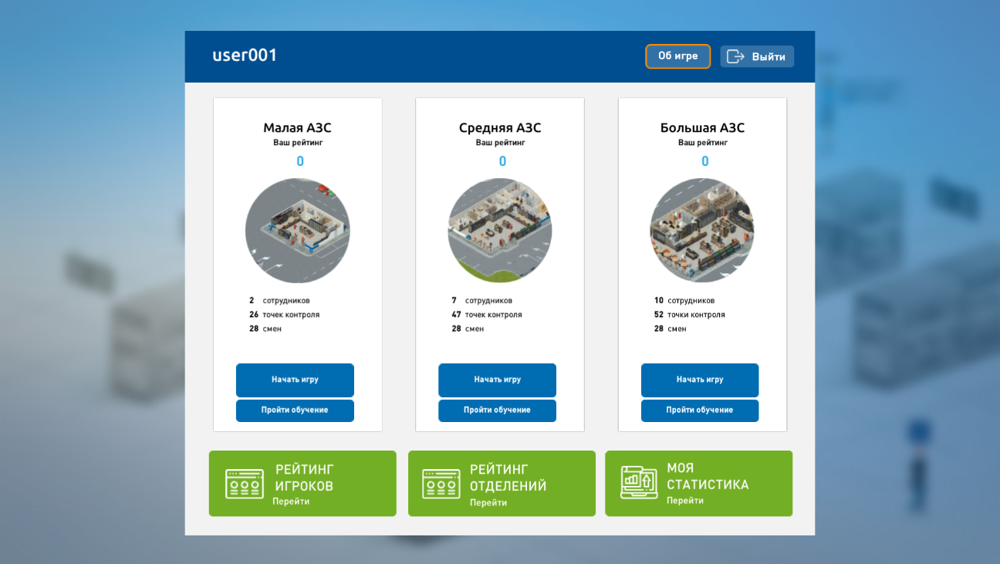 user001
Об игре
Выйти
Малая АЗС
Ваш рейтинг
0
2 сотрудников
26 точек контроля
28 смен
Начать игру
Пройти обучение
Средняя АЗС
Ваш рейтинг
0
7 сотрудников
47 точек контроля
28 смен
Начать игру
Пройти обучение
Большая АЗС
Ваш рейтинг
0
10 сотрудников
52 точки контроля
28 смен
Начать игру
Пройти обучение
РЕЙТИНГ
ИГРОКОВ
Перейти
РЕЙТИНГ
ОТДЕЛЕНИЙ
Перейти
МОЯ
СТАТИСТИКА
Перейти